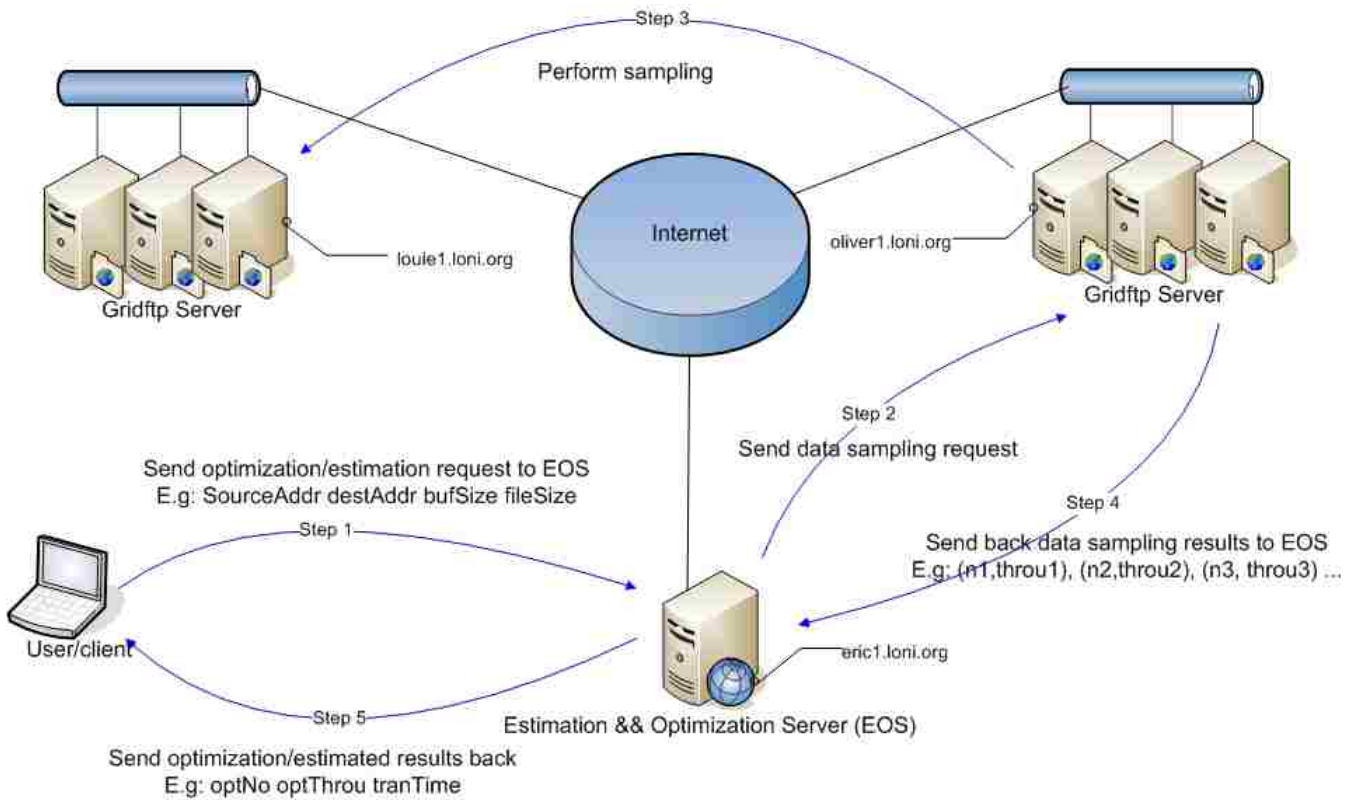 Step 3
Perform sampling
Internet
louie1.loni.org
oliver1.loni.org
Gridftp Server
Gridftp Server
Step 2
Send data sampling request
Send optimization/estimation request to EOS
E.g: SourceAddr destAddr bufSize fileSize
Step 1
Step 4
Send back data sampling results to EOS
E.g: (n1,throu1), (n2,throu2), (n3, throu3) ...
User/client
eric1.loni.org
Step 5
Estimation && Optimization Server (EOS)
Send optimization/estimated results back
E.g: optNo optThrou tranTime